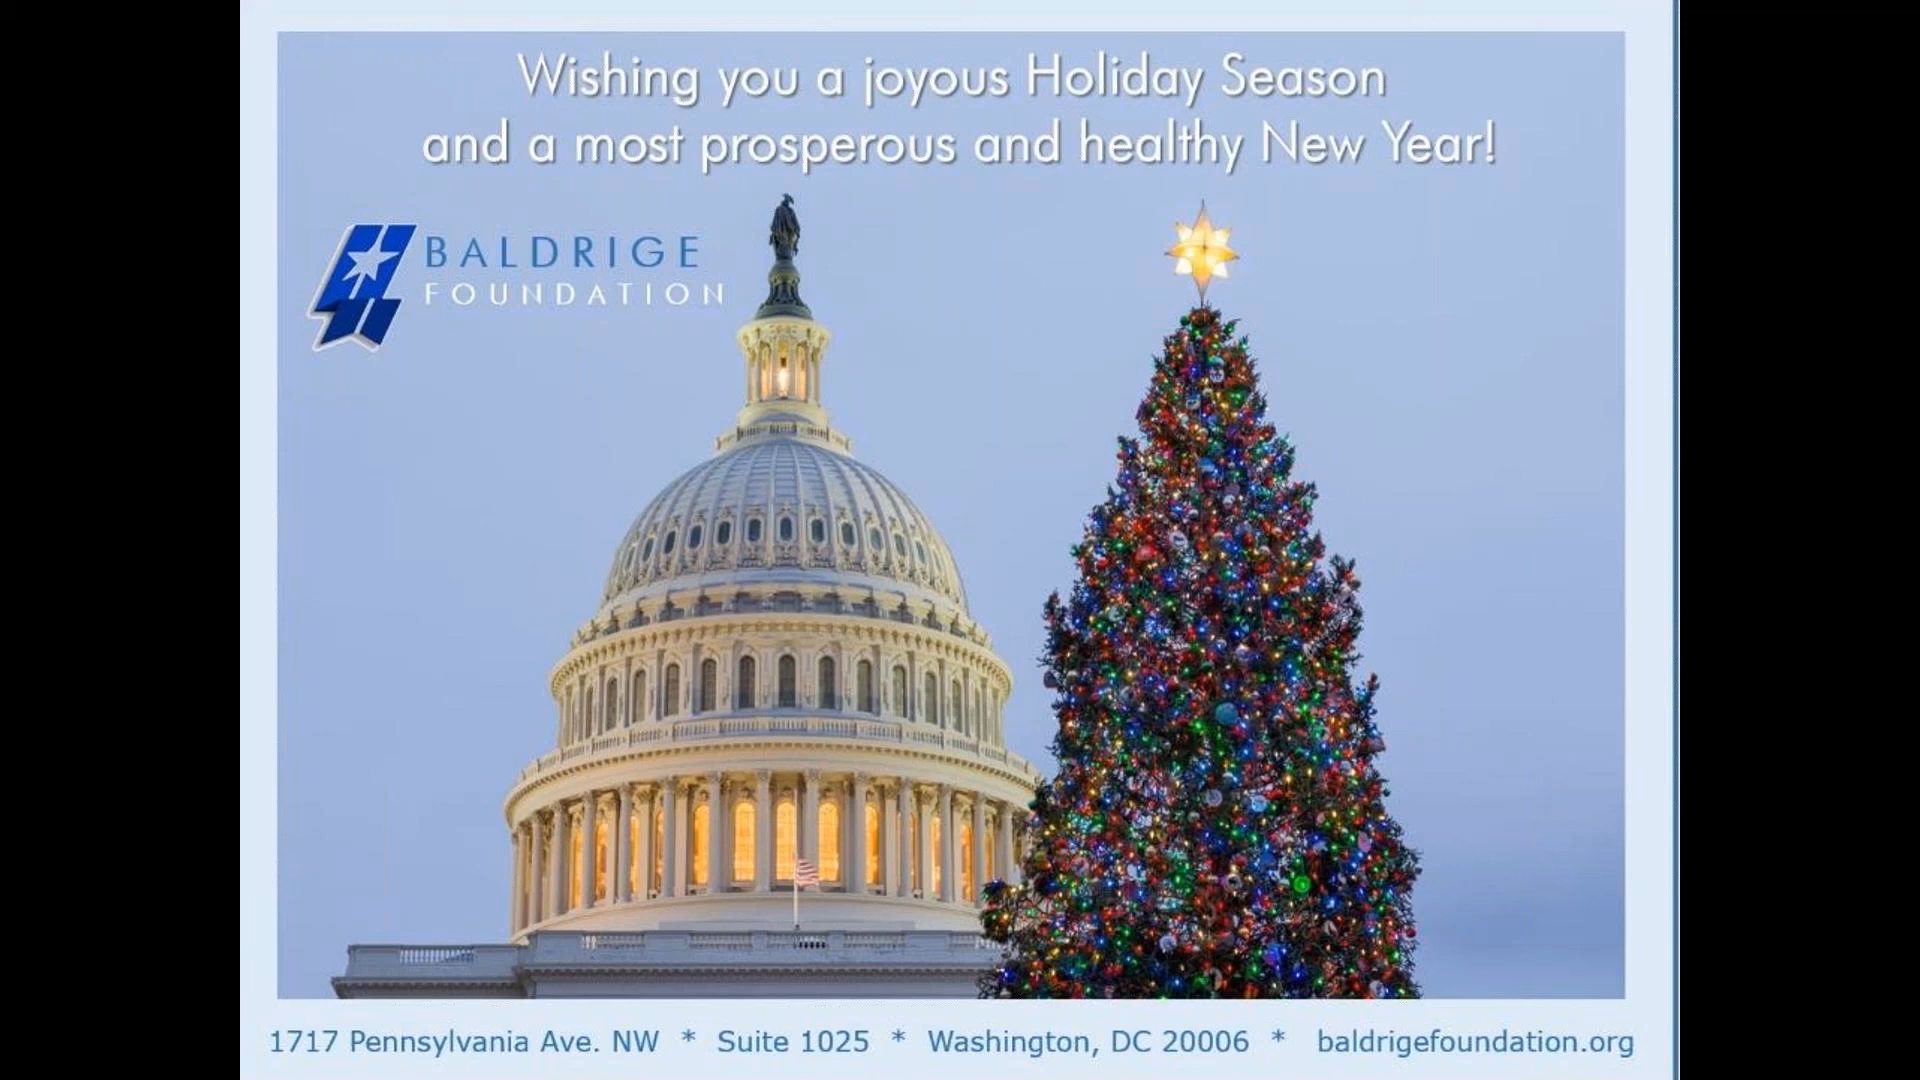 Wishing you a joyous Holiday Season
and a most prosperous and healthy New Year!
BALDRIGE
FOUNDATION
1717 Pennsylvania Ave. NW * Suite 1025 * Washington, DC 20006 * baldrigefoundation.org